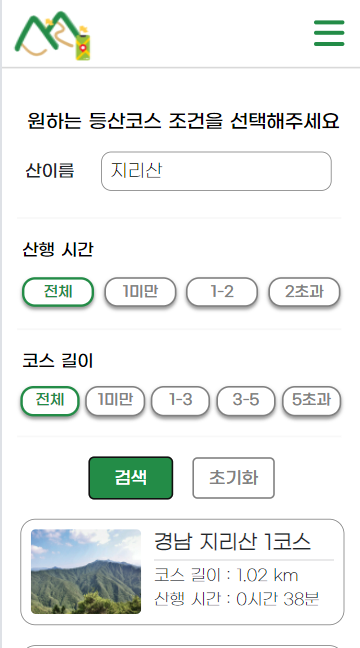 원하는 등산코스 조건을 선택해주세요
산이름 지리산
산행 시간
전체 1미만 1-2 2초과
코스 길이
전체 1미만 1-3 3-5 5초과
검색 초기화
경남 지리산 1코스
코스 길이 : 1.02 km
산행 시간 : 0시간 38분